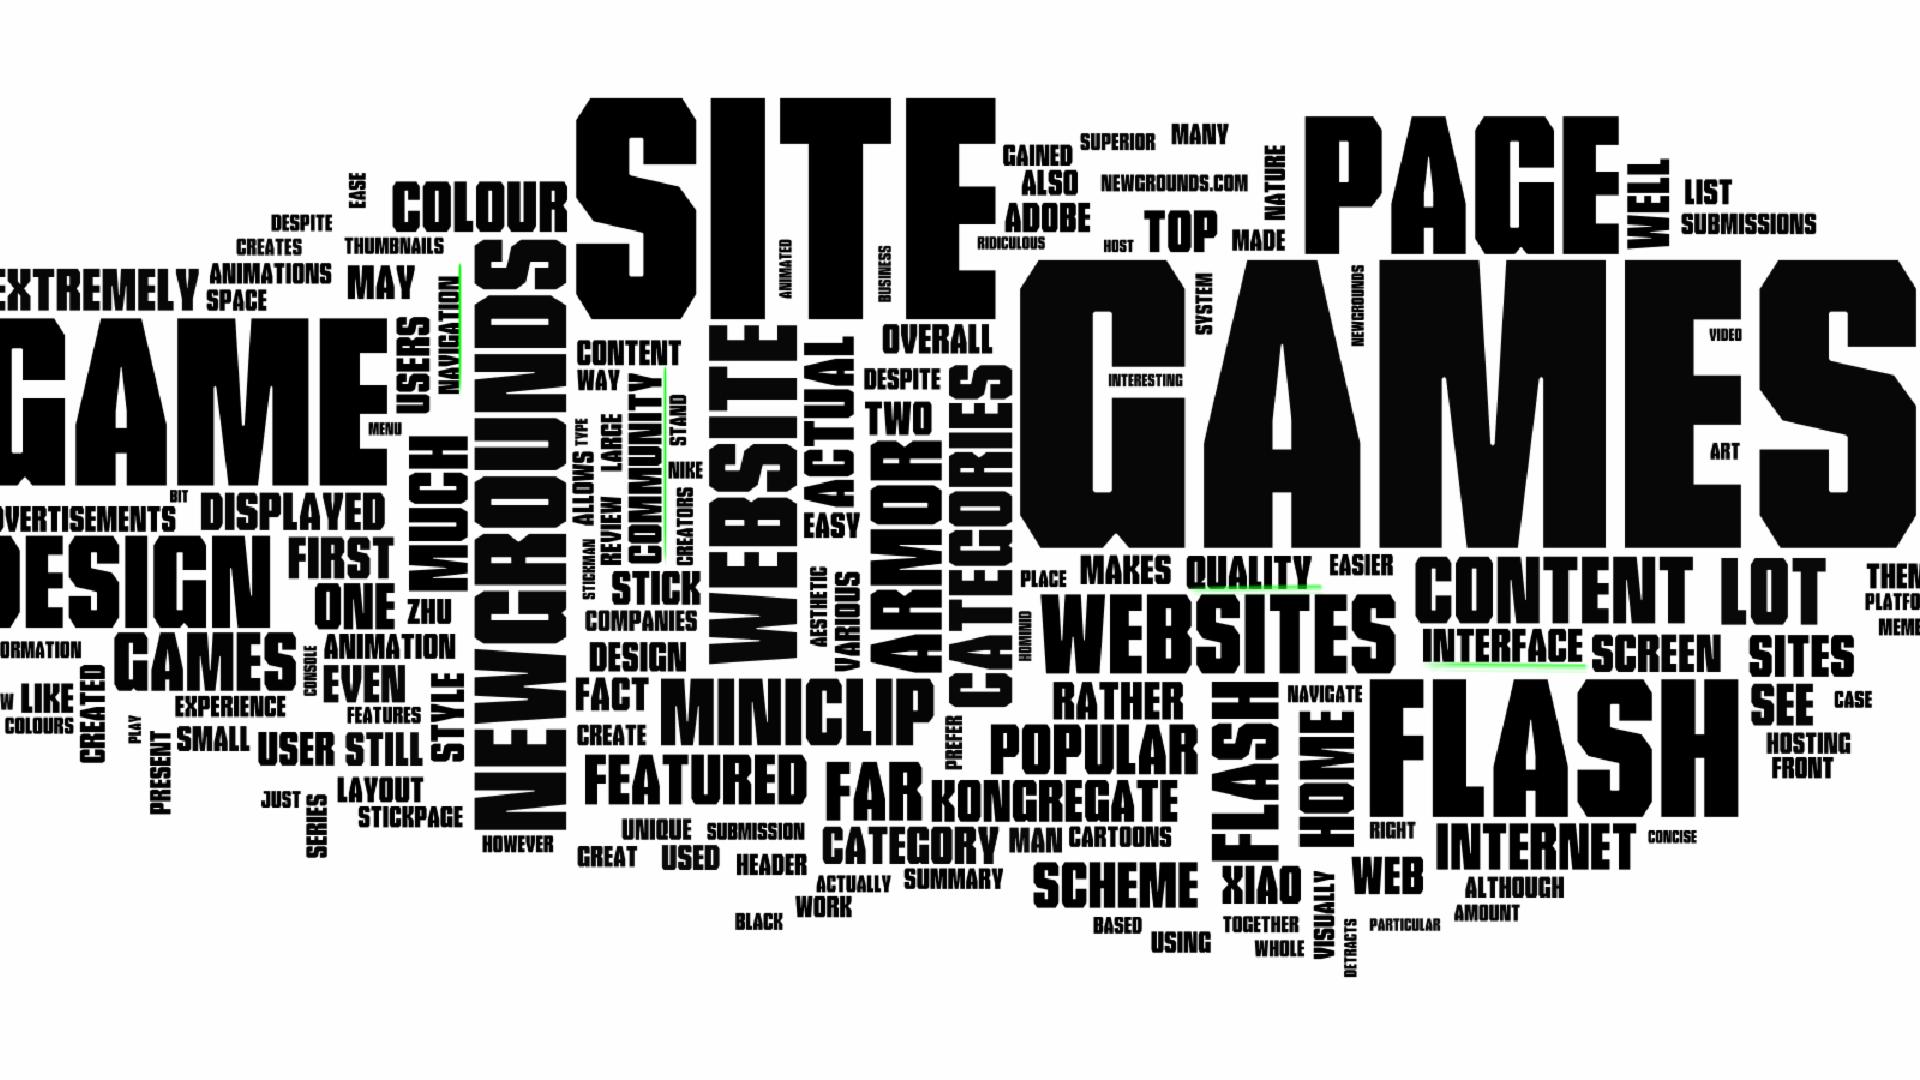 SITE
PAGE
GAINED
SUPERIOR
MANY
ALSO
NEWGROUNDS.COM
NATURE
ADOBE
RIDICULOUS
HOST
TOP
MADE
WELL
LIST
SUBMISSIONS
EASE
COLOUR
DESPITE
CREATES
THUMBNAILS
EXTREMELY
ANIMATIONS
SPACE
MAY
NAVIGATION
USERS
GAME
MENU
NEWGROUNDS
ANIMATED
BUSINESS
GAMES
SYSTEM
NEWGROUNDS
INTERESTING
VIDEO
ART
CONTENT
WAY
COMMUNITY
STAND
TYPE
LARGE
ALLOWS
REVIEW
NIKE
CREATORS
STICKMAN
STICK
COMPANIES
DESIGN
WEBSITE
ACTUAL
OVERALL
DESPITE
TWO
ARMOR
CATEGORIES
EASY
AESTHETIC
VARIOUS
BIT
DISPLAYED
MUCH
FIRST
ONE
ZHU
ANIMATION
GAMES
CONSOLE
EVEN
FEATURES
STYLE
LIKE
COLOURS
CREATED
EXPERIENCE
PLAY
PRESENT
SMALL
USER
STILL
LAYOUT
JUST
SERIES
STICKPAGE
HOWEVER
PLACE
MAKES
QUALITY
EASIER
CONTENT
LOT
WEBSITES
HOMINID
INTERFACE
SCREEN
SITES
FACT
MINICLIP
CREATE
PREFER
RATHER
POPULAR
FLASH
NAVIGATE
HOME
FLASH
SEE
CASE
HOSTING
FRONT
FEATURED
FAR
KONGREGATE
UNIQUE
SUBMISSION
CATEGORY
MAN
CARTOONS
RIGHT
INTERNET
CONCISE
GREAT
USED
HEADER
ACTUALLY
SUMMARY
SCHEME
XIAO
VISUALLY
WEB
ALTHOUGH
AMOUNT
BLACK
WORK
BASED
USING
TOGETHER
WHOLE
DETRACTS
PARTICULAR
DVERTISEMENTS
DESIGN
ORMATION
W
THEN
PLATFO
MEME